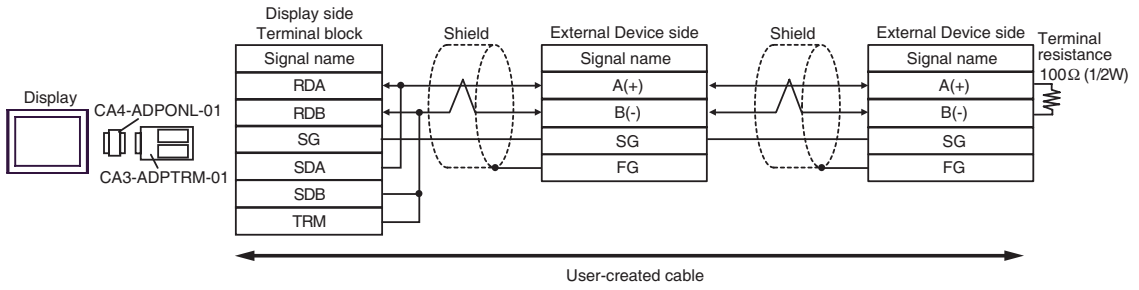 Display side
Terminal block
Shield
External Device side
Shield
External Device side
Terminal
resistance
100Ω (1/2W)
Display
CA4-ADPONL-01
CA3-ADPTRM-01
Signal name
RDA
RDB
SG
SDA
SDB
TRM
Signal name
A(+)
B(-)
SG
FG
Signal name
A(+)
B(-)
SG
FG
User-created cable